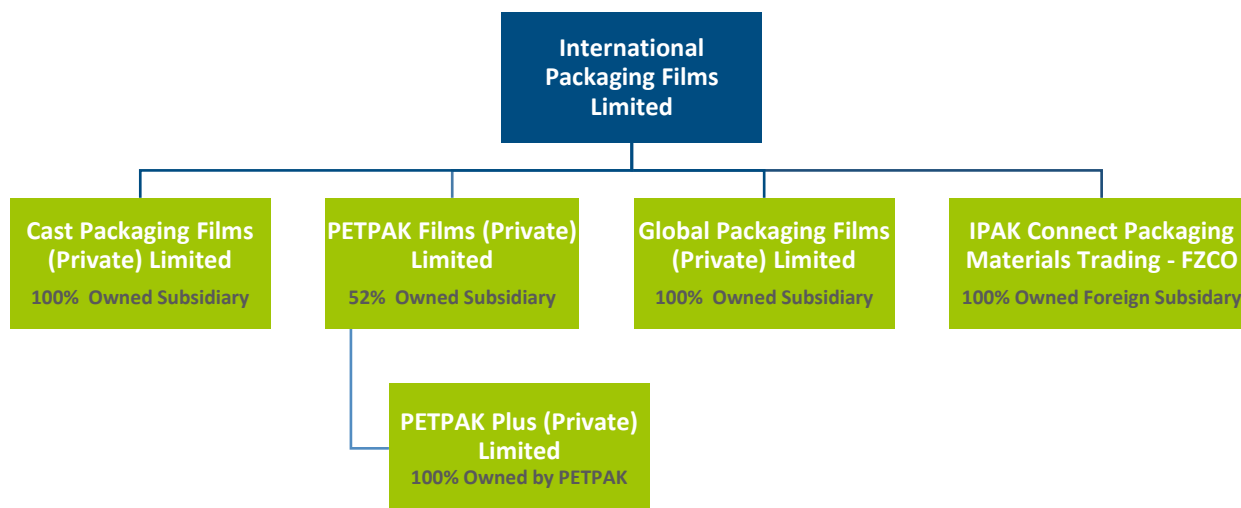 International
Packaging Films
Limited
Cast Packaging Films
(Private) Limited
100% Owned Subsidiary
PETPAK Films (Private)
Limited
52% Owned Subsidiary
Global Packaging Films
(Private) Limited
100% Owned Subsidiary
IPAK Connect Packaging
Materials Trading - FZCO
100% Owned Foreign Subsidary
PETPAK Plus (Private)
Limited
100% Owned by PETPAK